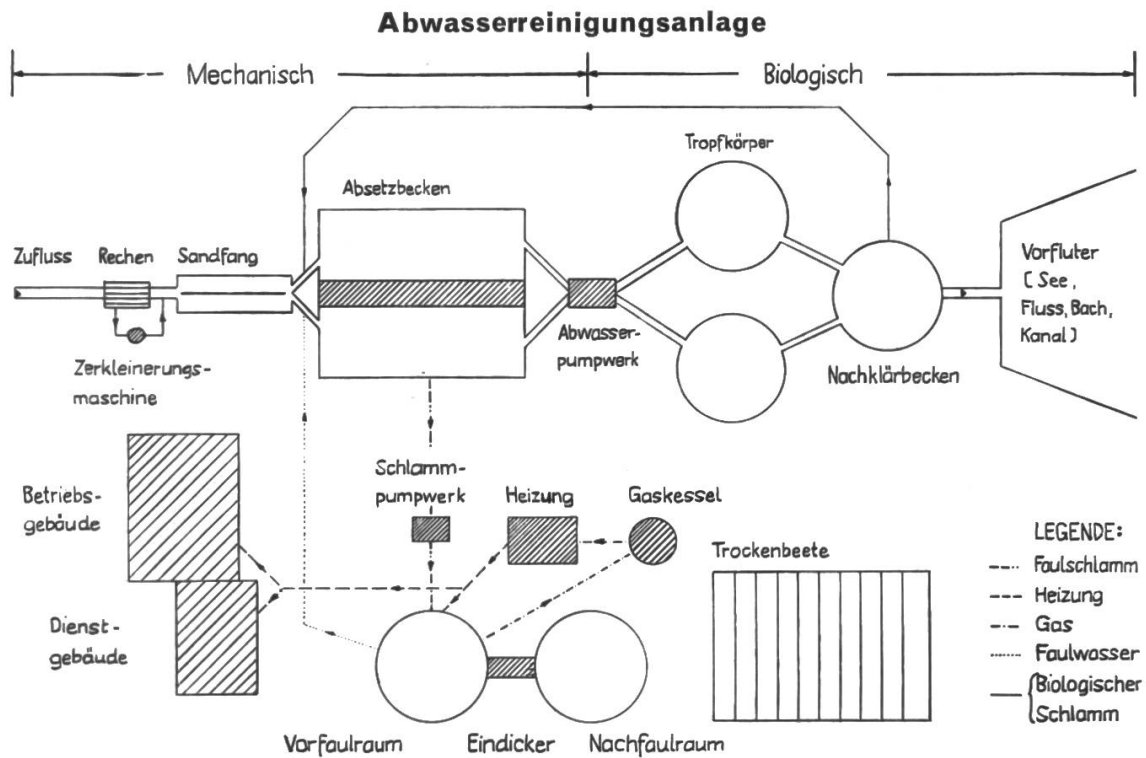 Abwasserreinigungsanlage
Mechanisch
Biologisch
Tropfkörper
Absetzbecken
Zufluss
Rechen
Sandfang
Vorfluter
( See,
Fluss, Bach,
Kanal )
Abwasser-
pumpwerk
Nachklärbecken
Zerkleinerungs-
maschine
Betriebs-
gebäude
Schlamm-
pumpwerk
Heizung
Gaskessel
Trockenbeete
Dienst-
gebäude
Vorfaulraum
Eindicker
Nachfaulraum
LEGENDE:
Faulschlamm
Heizung
Gas
Faulwasser
Biologischer
Schlamm